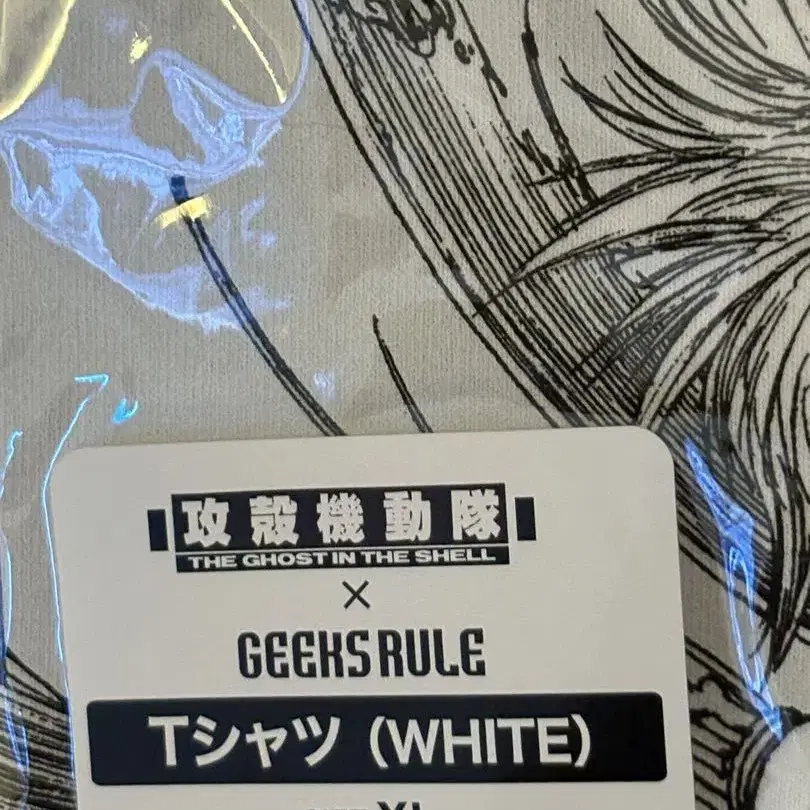 攻殻機動隊
THE GHOST IN THE SHELL
×
GEEKS RULE
Tシャツ（WHITE）